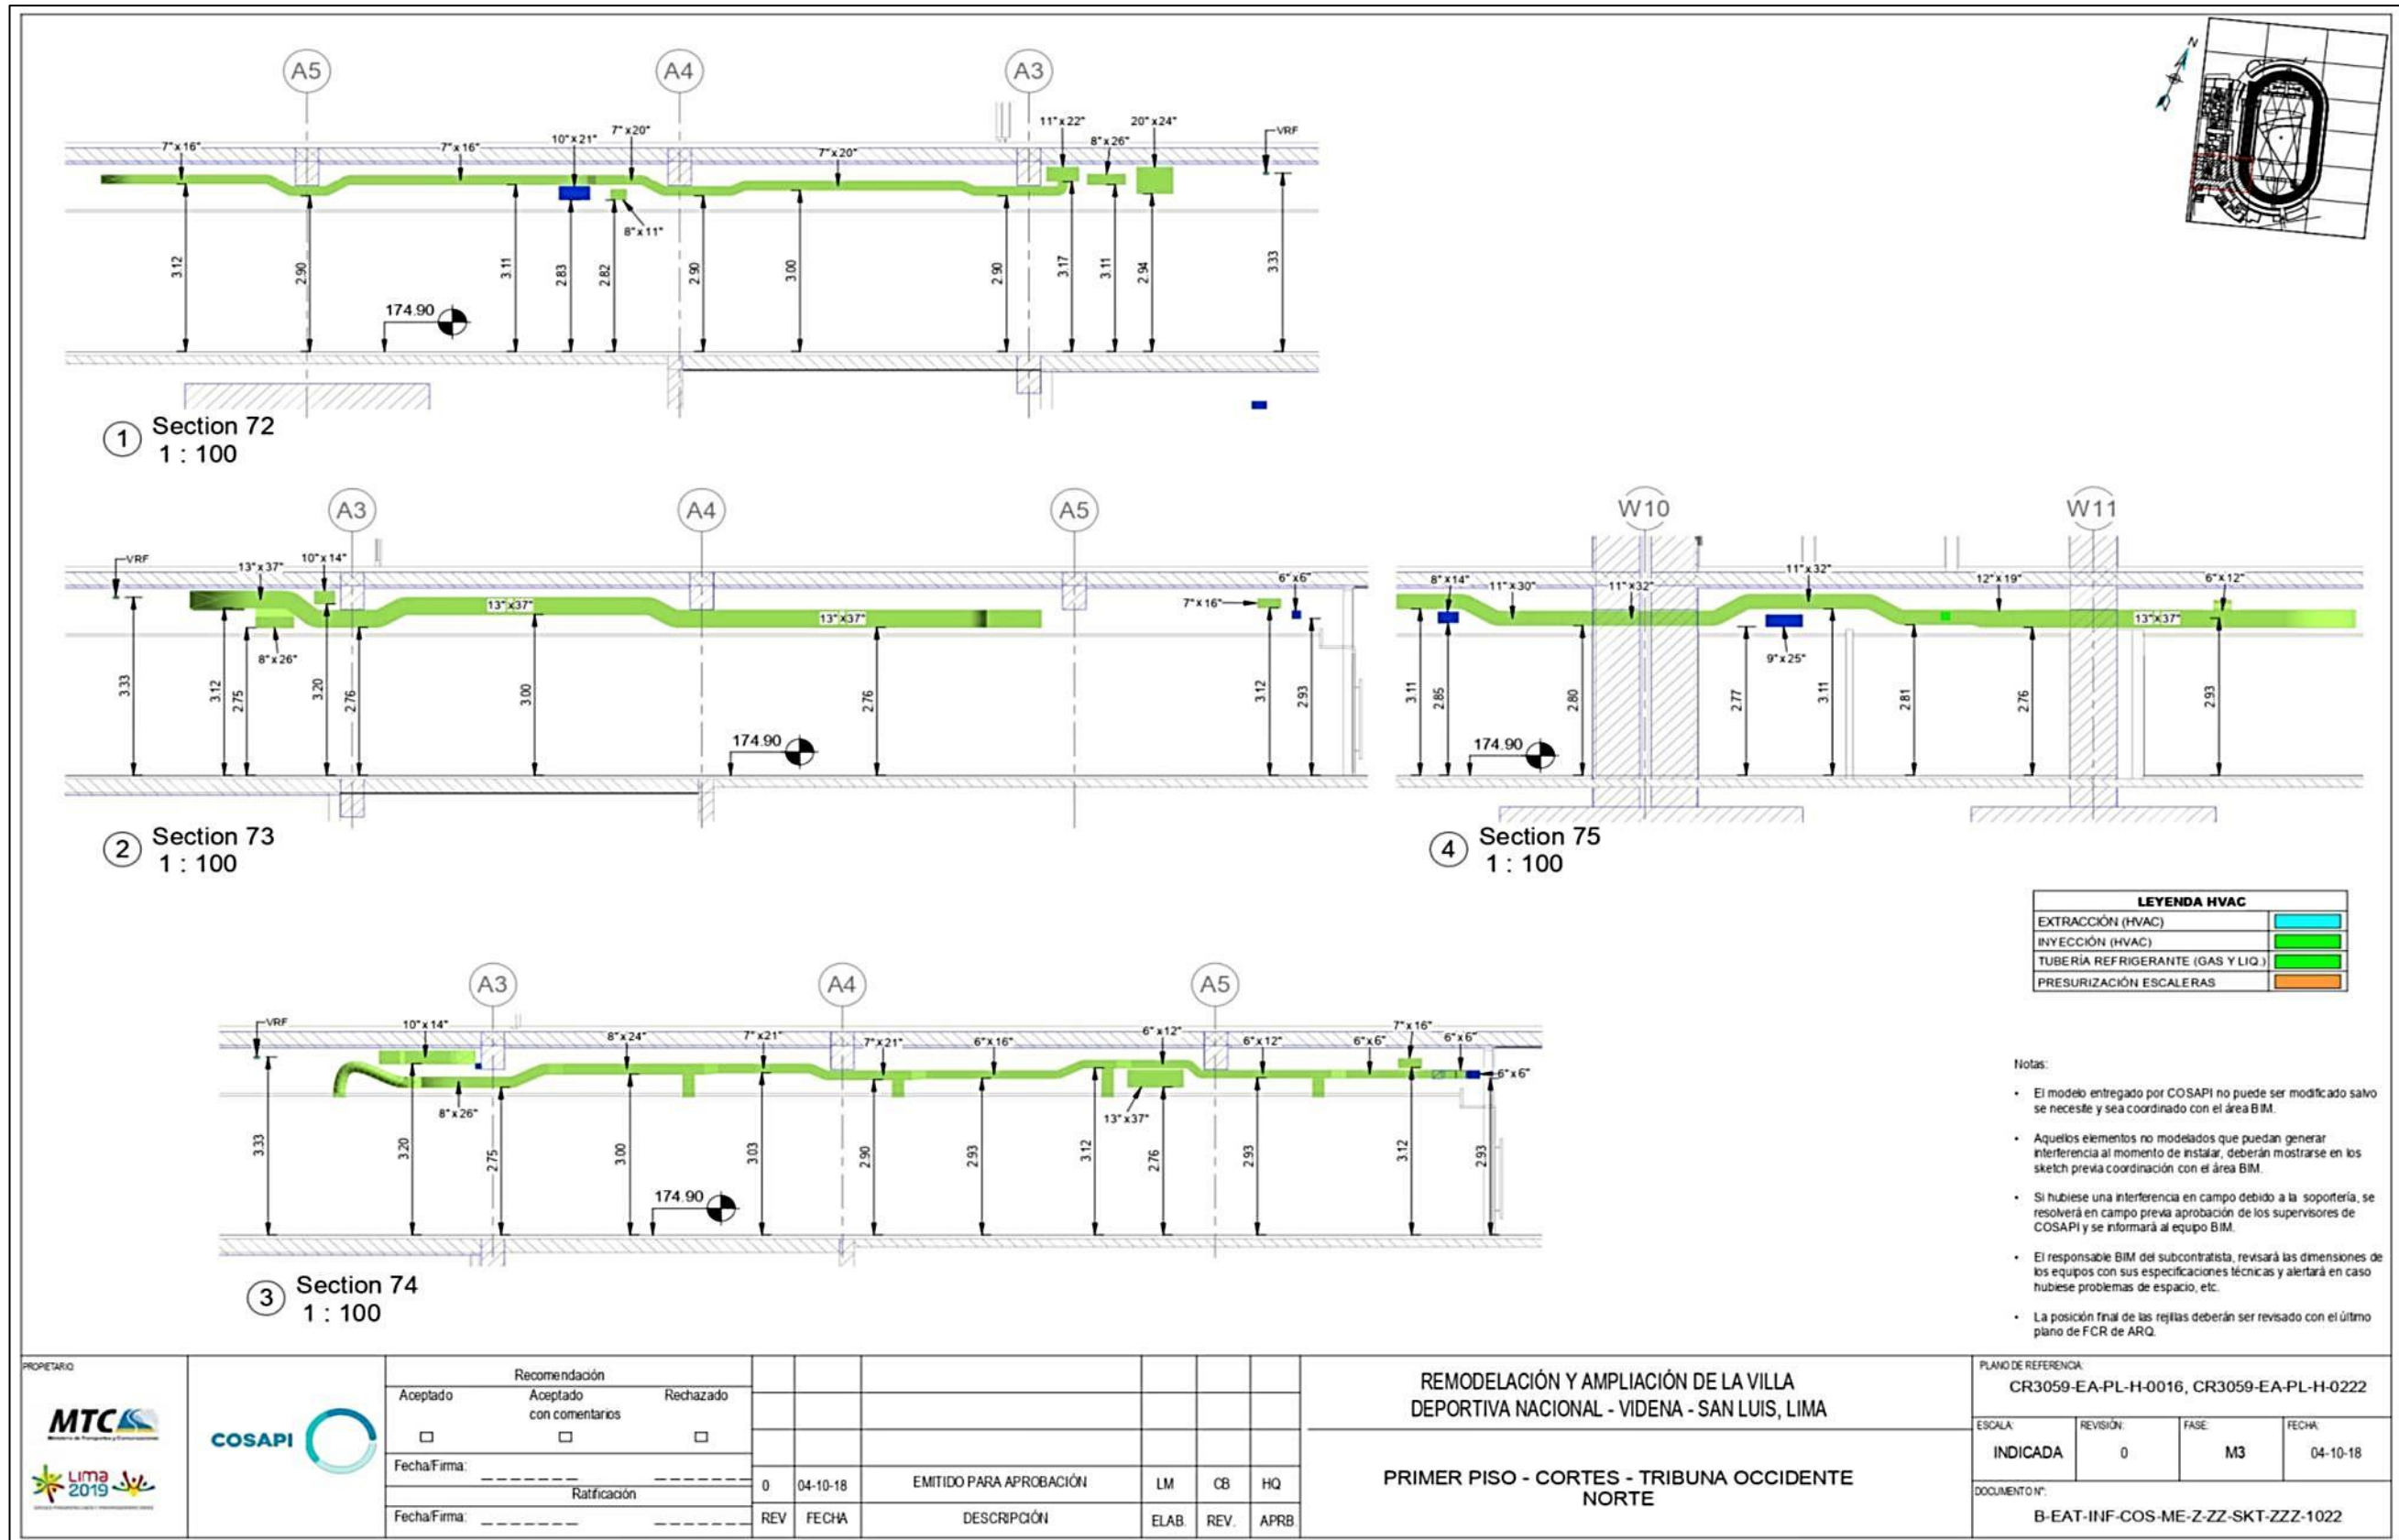 A5
A4
A3
N
7"x16"
7"x16"
10"x21"
7"x20"
7"x20"
11"x22"
8"x26"
20"x24"
VRF
8"x11"
3.12
2.90
3.11
2.83
2.82
2.90
3.00
2.90
3.17
3.11
2.94
3.33
174.90
1
Section 72
1 : 100
A3
A4
A5
VRF
13"x37"
10"x14"
13"x37"
13"x37"
7"x16"
6"x6"
8"x26"
3.33
3.12
2.75
3.20
2.76
3.00
2.76
3.12
2.93
174.90
2
Section 73
1 : 100
W10
W11
8"x14"
11"x30"
11"x32"
11"x32"
12"x19"
6"x12"
13"x37"
9"x25"
3.11
2.85
2.80
2.77
3.11
2.81
2.76
2.93
174.90
4
Section 75
1 : 100
LEYENDA HVAC
EXTRACCIÓN (HVAC)
INYECCIÓN (HVAC)
TUBERÍA REFRIGERANTE (GAS Y LIQ.)
PRESURIZACIÓN ESCALERAS
A3
A4
A5
VRF
10"x14"
8"x24"
7"x21"
7"x21"
6"x16"
6"x12"
6"x12"
6"x6"
7"x16"
6"x6"
6"x6"
8"x26"
13"x37"
3.33
3.20
2.75
3.00
3.03
2.90
2.93
3.12
2.76
2.93
3.12
2.93
174.90
3
Section 74
1 : 100
Notas:
• El modelo entregado por COSAPI no puede ser modificado salvo
se necesite y sea coordinado con el área BIM.
• Aquellos elementos no modelados que puedan generar
interferencia al momento de instalar, deberán mostrarse en los
sketch previa coordinación con el área BIM.
• Si hubiese una interferencia en campo debido a la soportería, se
resolverá en campo previa aprobación de los supervisores de
COSAPI y se informará al equipo BIM.
• El responsable BIM del subcontratista, revisará las dimensiones de
los equipos con sus especificaciones técnicas y alertará en caso
hubiese problemas de espacio, etc.
• La posición final de las rejillas deberán ser revisado con el último
plano de FCR de ARQ.
PROPIETARIO:
MTC
Ministerio de Transportes y Comunicaciones
LIMA
2019
COSAPI
Recomendación
Aceptado
Aceptado
con comentarios
Rechazado
Fecha/Firma:
Ratificación
Fecha/Firma:
0 04-10-18 EMITIDO PARA APROBACIÓN LM CB HQ
REV FECHA DESCRIPCIÓN ELAB. REV. APRB.
REMODELACIÓN Y AMPLIACIÓN DE LA VILLA
DEPORTIVA NACIONAL - VIDENA - SAN LUIS, LIMA
PRIMER PISO - CORTES - TRIBUNA OCCIDENTE
NORTE
PLANO DE REFERENCIA:
CR3059-EA-PL-H-0016, CR3059-EA-PL-H-0222
ESCALA: REVISIÓN: FASE: FECHA:
INDICADA 0 M3 04-10-18
DOCUMENTO N°:
B-EAT-INF-COS-ME-Z-ZZ-SKT-ZZZ-1022